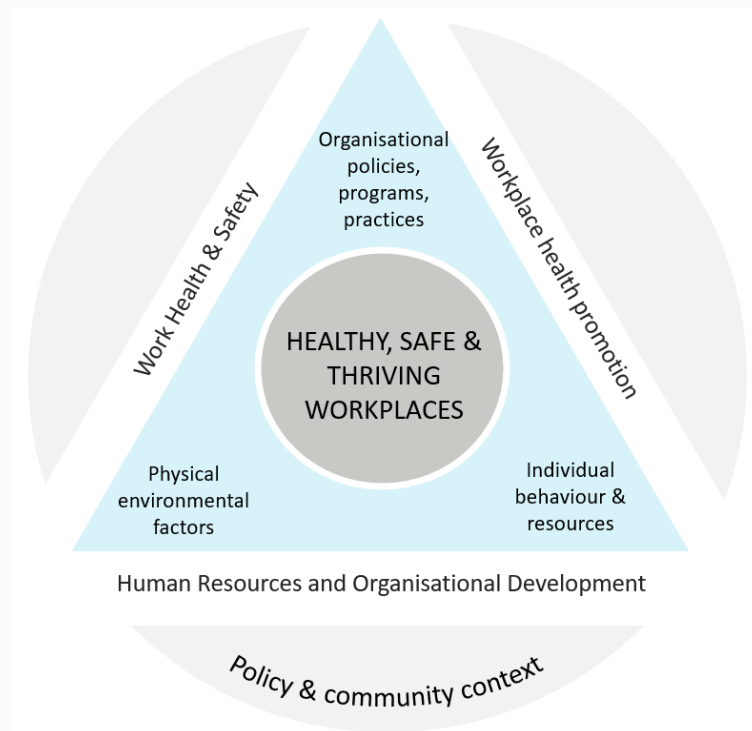 Organisational
policies,
programs,
practices
Work Health & Safety
Workplace health promotion
HEALTHY, SAFE &
THRIVING
WORKPLACES
Physical
environmental
factors
Individual
behaviour &
resources
Human Resources and Organisational Development
Policy & community context